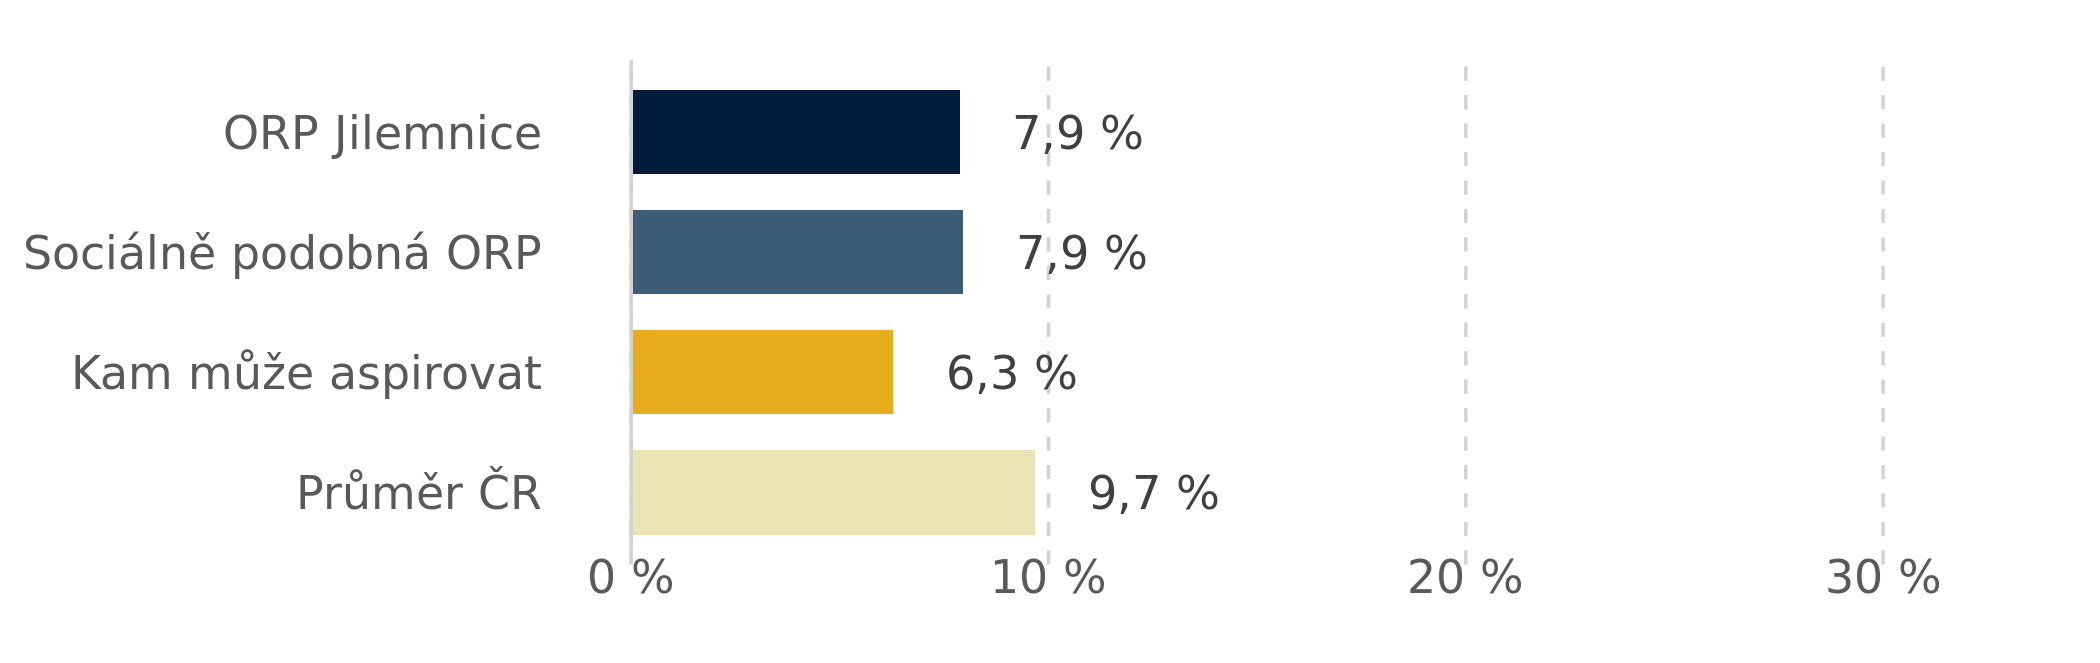 ORP Jilemnice 7,9 %
Sociálně podobná ORP 7,9 %
Kam může aspirovat 6,3 %
Průměr ČR 9,7 %
0 % 10 % 20 % 30 %